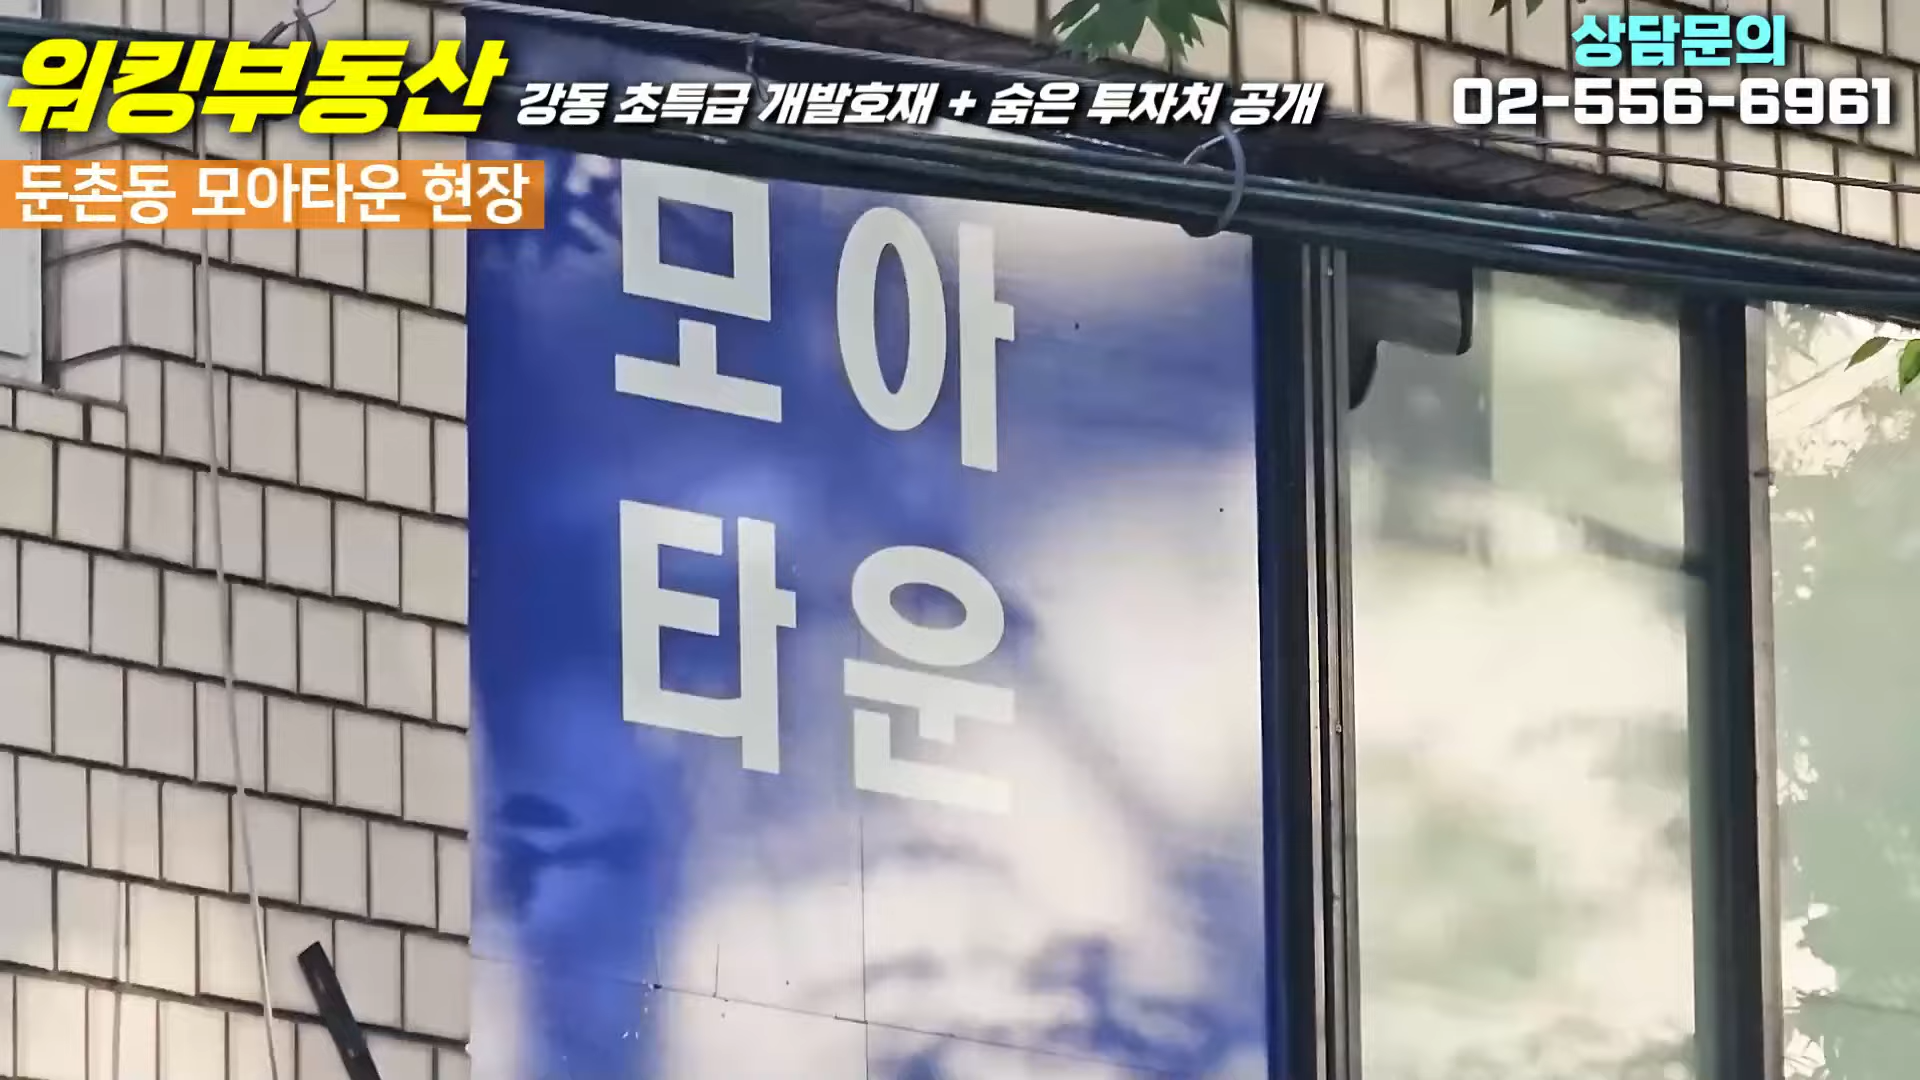 워킹부동산
강동 초특급 개발호재 + 숨은 투자처 공개
상담문의
02-556-6961
둔촌동 모아타운 현장
모아
타운